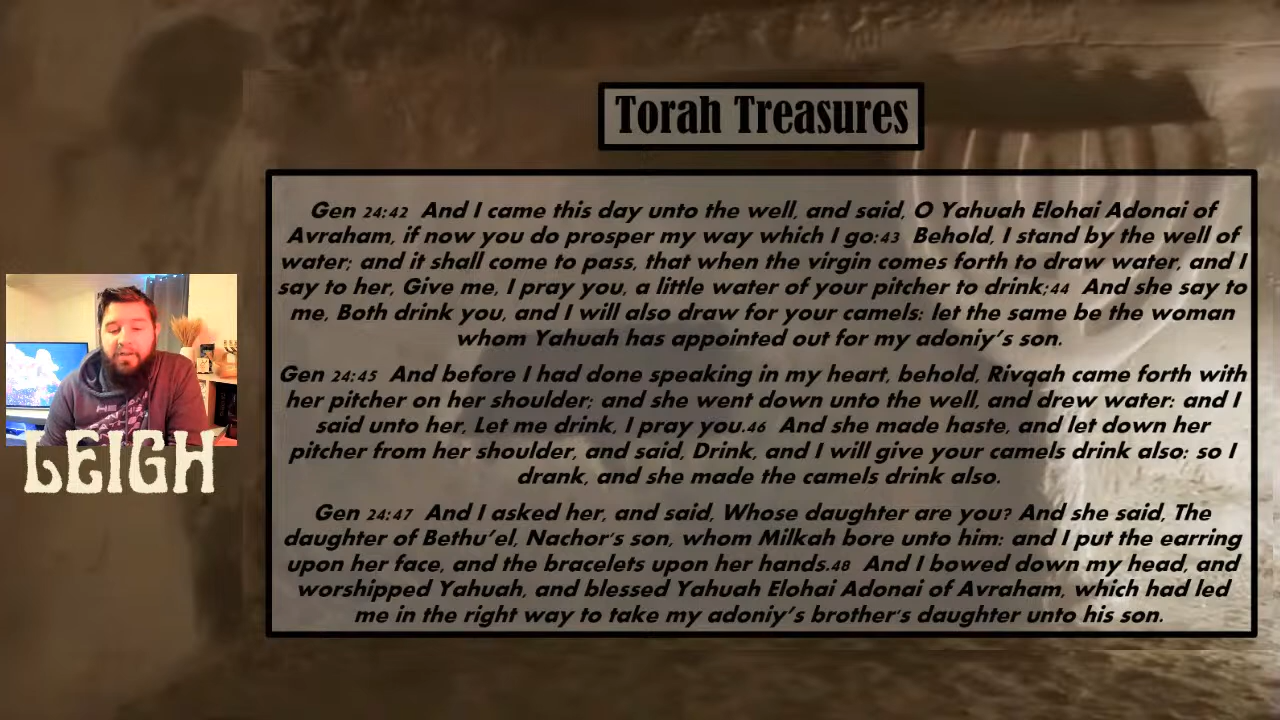 Torah Treasures
Gen 24:42 And I came this day unto the well, and said, O Yahuah Elohai Adonai of
Avraham, if now you do prosper my way which I go:43 Behold, I stand by the well of
water; and it shall come to pass, that when the virgin comes forth to draw water, and I
say to her, Give me, I pray you, a little water of your pitcher to drink;44 And she say to
me, Both drink you, and I will also draw for your camels: let the same be the woman
whom Yahuah has appointed out for my adoniy’s son.
Gen 24:45 And before I had done speaking in my heart, behold, Rivqah came forth with
her pitcher on her shoulder; and she went down unto the well, and drew water: and I
said unto her, Let me drink, I pray you.46 And she made haste, and let down her
pitcher from her shoulder, and said, Drink, and I will give your camels drink also: so I
drank, and she made the camels drink also.
Gen 24:47 And I asked her, and said, Whose daughter are you? And she said, The
daughter of Bethu’el, Nachor's son, whom Milkah bore unto him: and I put the earring
upon her face, and the bracelets upon her hands.48 And I bowed down my head, and
worshipped Yahuah, and blessed Yahuah Elohai Adonai of Avraham, which had led
me in the right way to take my adoniy’s brother's daughter unto his son.
LEIGH